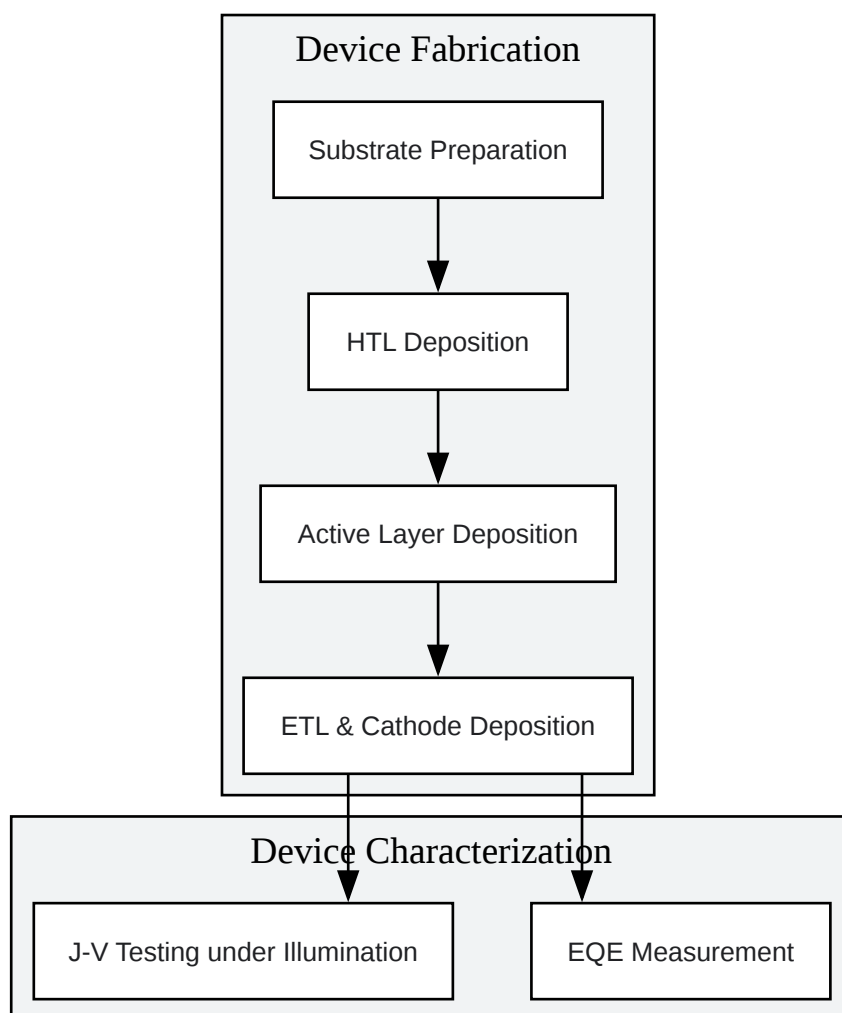 Device Fabrication
Substrate Preparation
HTL Deposition
Active Layer Deposition
ETL & Cathode Deposition
Device Characterization
J-V Testing under Illumination
EQE Measurement